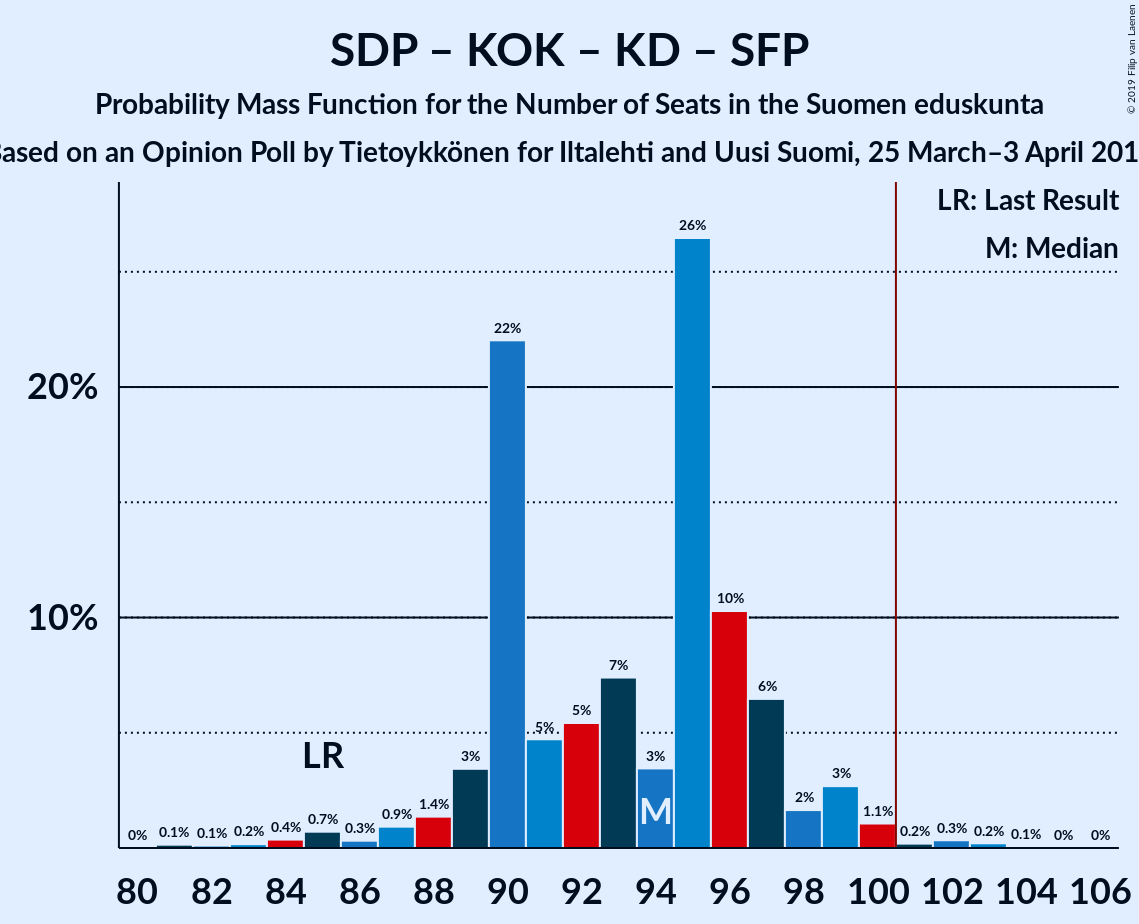 SDP – KOK – KD – SFP
Probability Mass Function for the Number of Seats in the Suomen eduskunta
ased on an Opinion Poll by Tietoykkönen for Iltalehti and Uusi Suomi, 25 March–3 April 201
© 2019 Filip van Laenen
LR: Last Result
M: Median
26%
22%
20%
10%
10%
7%
6%
5%
5%
LR
3%
3%
3%
2%
M
1.4%
1.1%
0% 0.1% 0.1% 0.2% 0.4% 0.7% 0.3% 0.9%
0.2% 0.3% 0.2% 0.1% 0% 0%
80 82 84 86 88 90 92 94 96 98 100 102 104 106